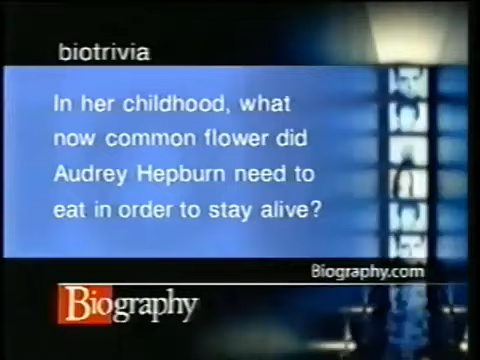 biotrivia
In her childhood, what
now common flower did
Audrey Hepburn need to
eat in order to stay alive?
Biography.com
Biography